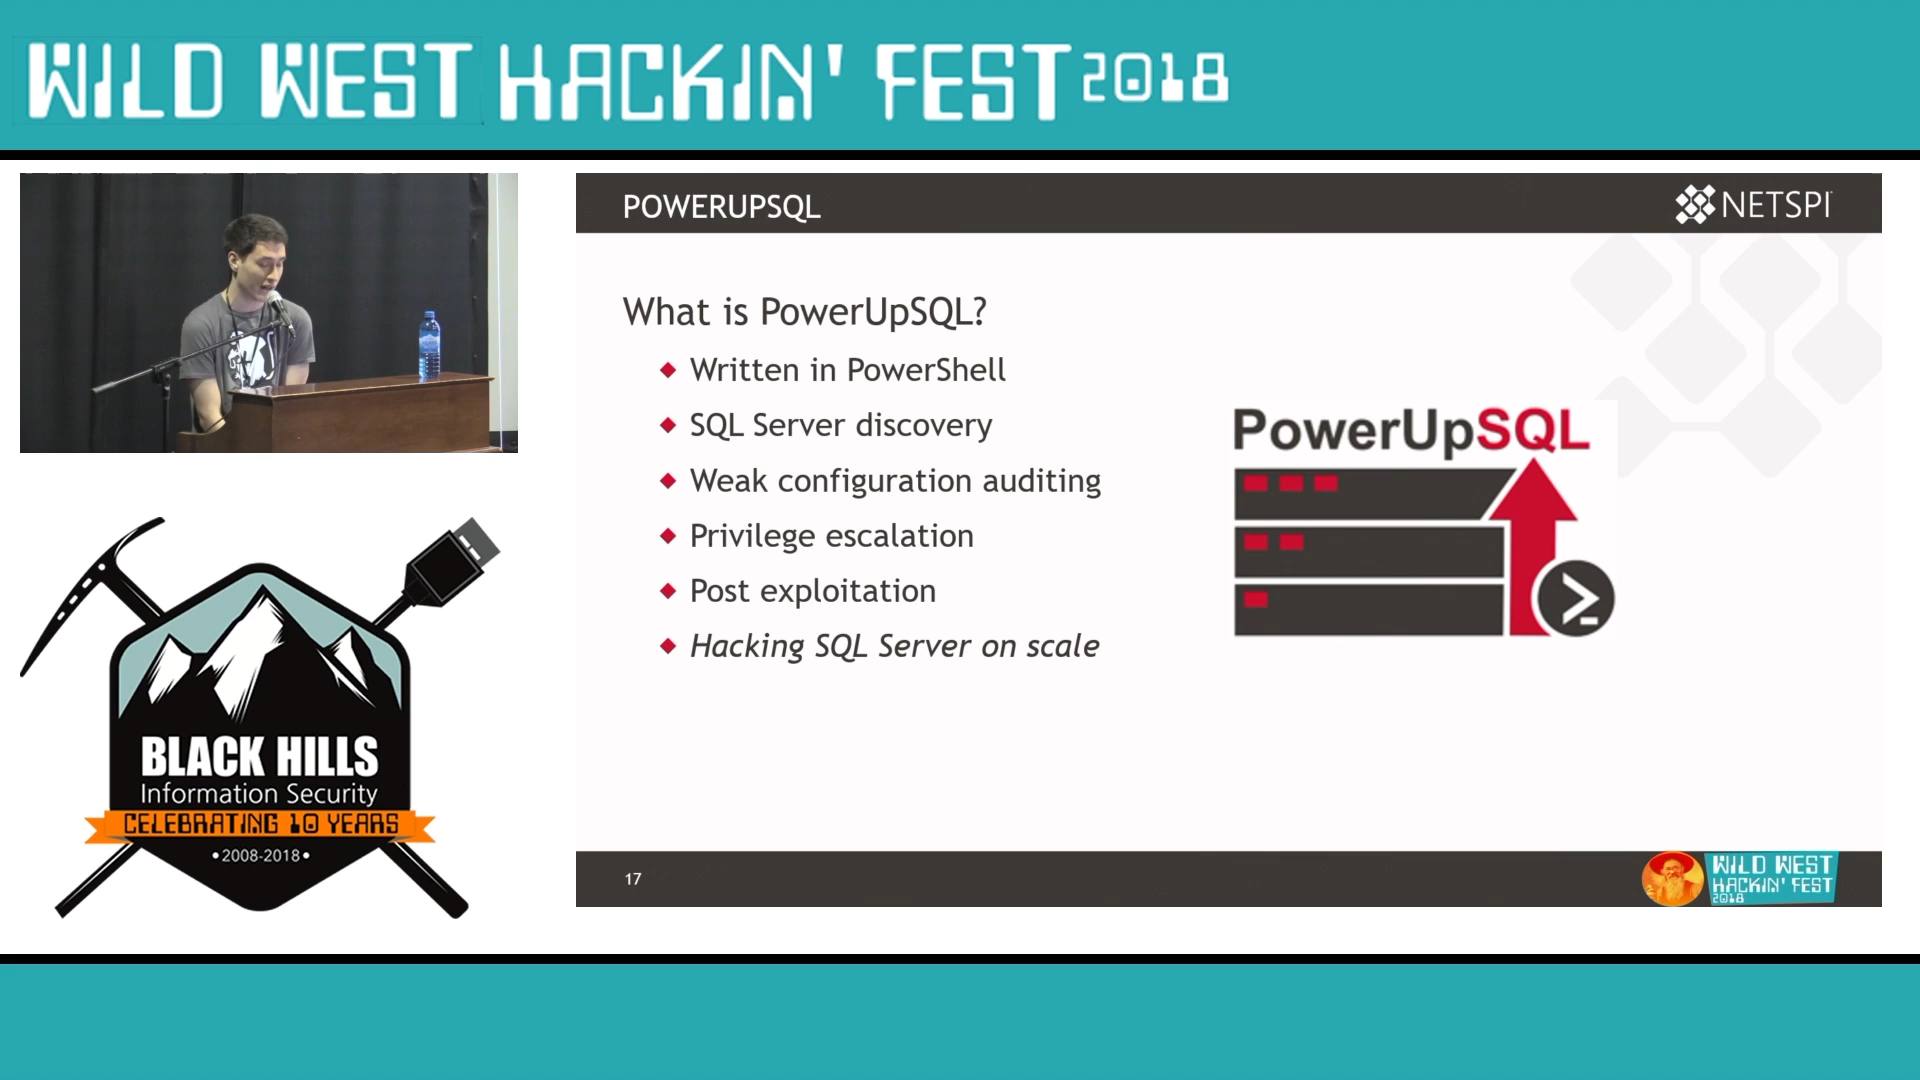 WILD WEST HACKIN' FEST 2018
POWERUPSQL
NETSPI
What is PowerUpSQL?
Written in PowerShell
SQL Server discovery
Weak configuration auditing
Privilege escalation
Post exploitation
Hacking SQL Server on scale
PowerUpSQL
BLACK HILLS
Information Security
CELEBRATING 10 YEARS
•2008-2018•
17
WILD WEST
HACKIN' FEST
2018